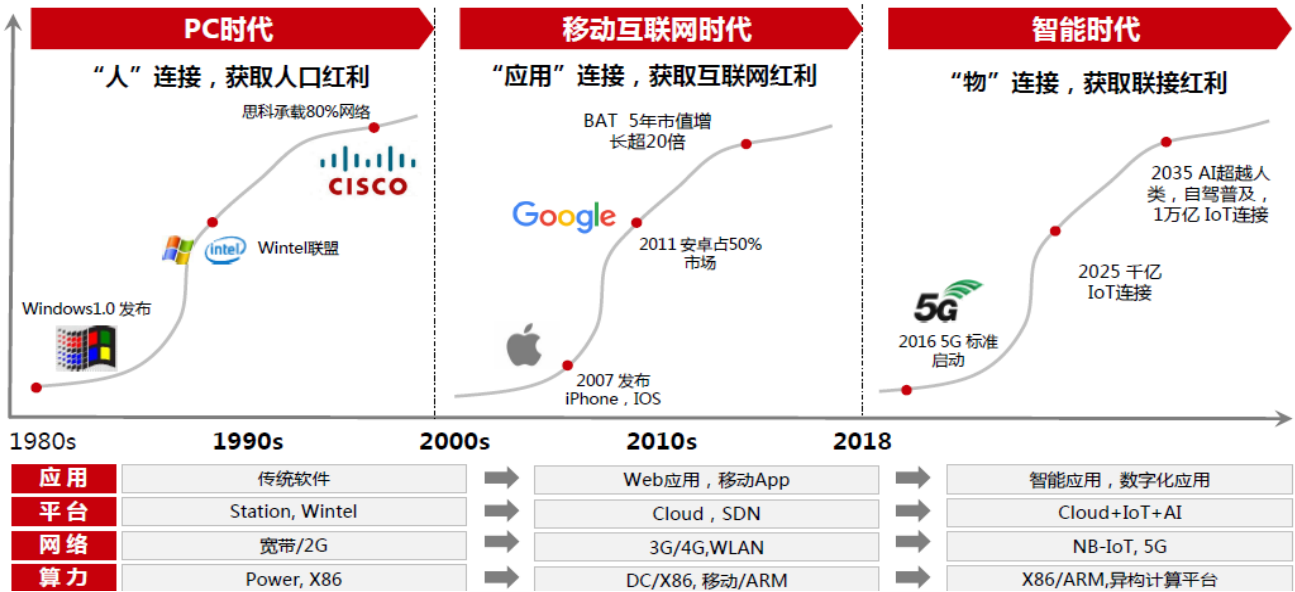 PC时代
移动互联网时代
智能时代
“人”连接，获取人口红利
“应用”连接，获取互联网红利
“物”连接，获取联接红利
思科承载80%网络
CISCO
intel
Wintel联盟
Windows1.0 发布
BAT 5年市值增
长超20倍
Google
2011 安卓占50%
市场
2007 发布
iPhone，IOS
2035 AI超越人
类，自驾普及，
1万亿 IoT连接
2025 千亿
IoT连接
5G
2016 5G 标准
启动
1980s
1990s
2000s
2010s
2018
应用
传统软件
Web应用，移动App
智能应用，数字化应用
平台
Station, Wintel
Cloud，SDN
Cloud+IoT+AI
网络
宽带/2G
3G/4G,WLAN
NB-IoT, 5G
算力
Power, X86
DC/X86, 移动/ARM
X86/ARM,异构计算平台